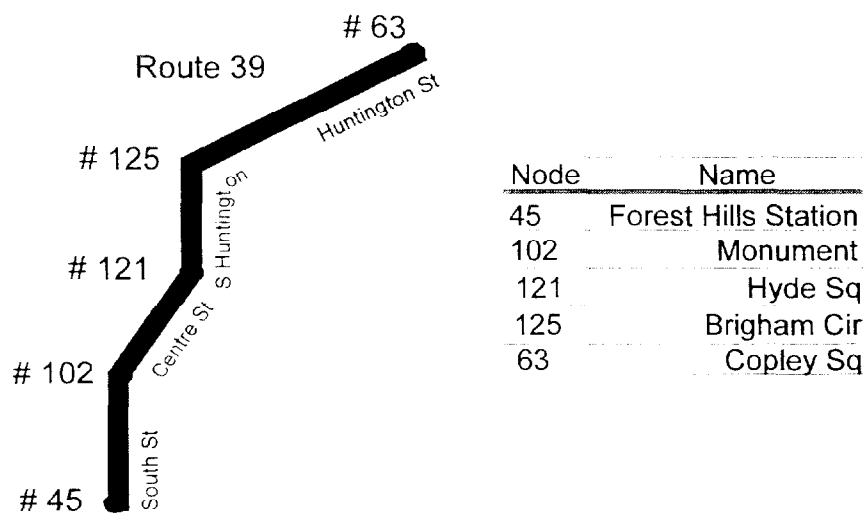 # 63
Route 39
Huntington St
# 125
S Huntington
# 121
Centre St
# 102
South St
# 45
Node Name
45 Forest Hills Station
102 Monument
121 Hyde Sq
125 Brigham Cir
63 Copley Sq